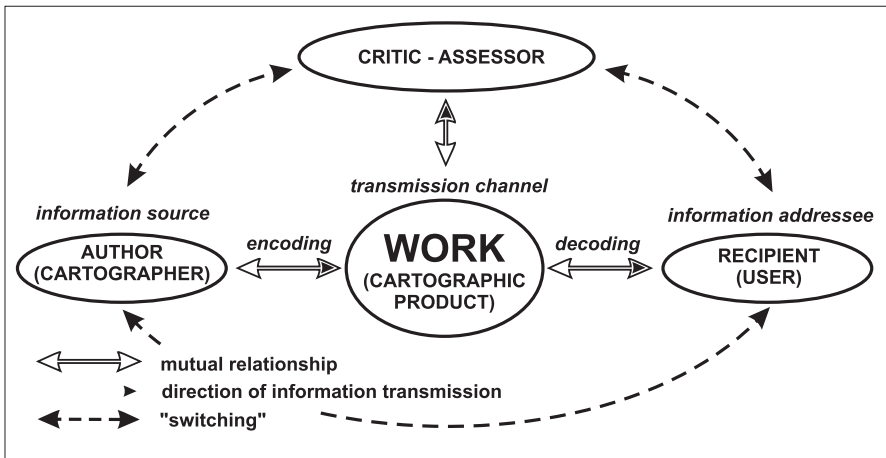 CRITIC - ASSESSOR
transmission channel
information source
information addressee
AUTHOR
(CARTOGRAPHER)
encoding
WORK
(CARTOGRAPHIC
PRODUCT)
decoding
RECIPIENT
(USER)
mutual relationship
direction of information transmission
"switching"